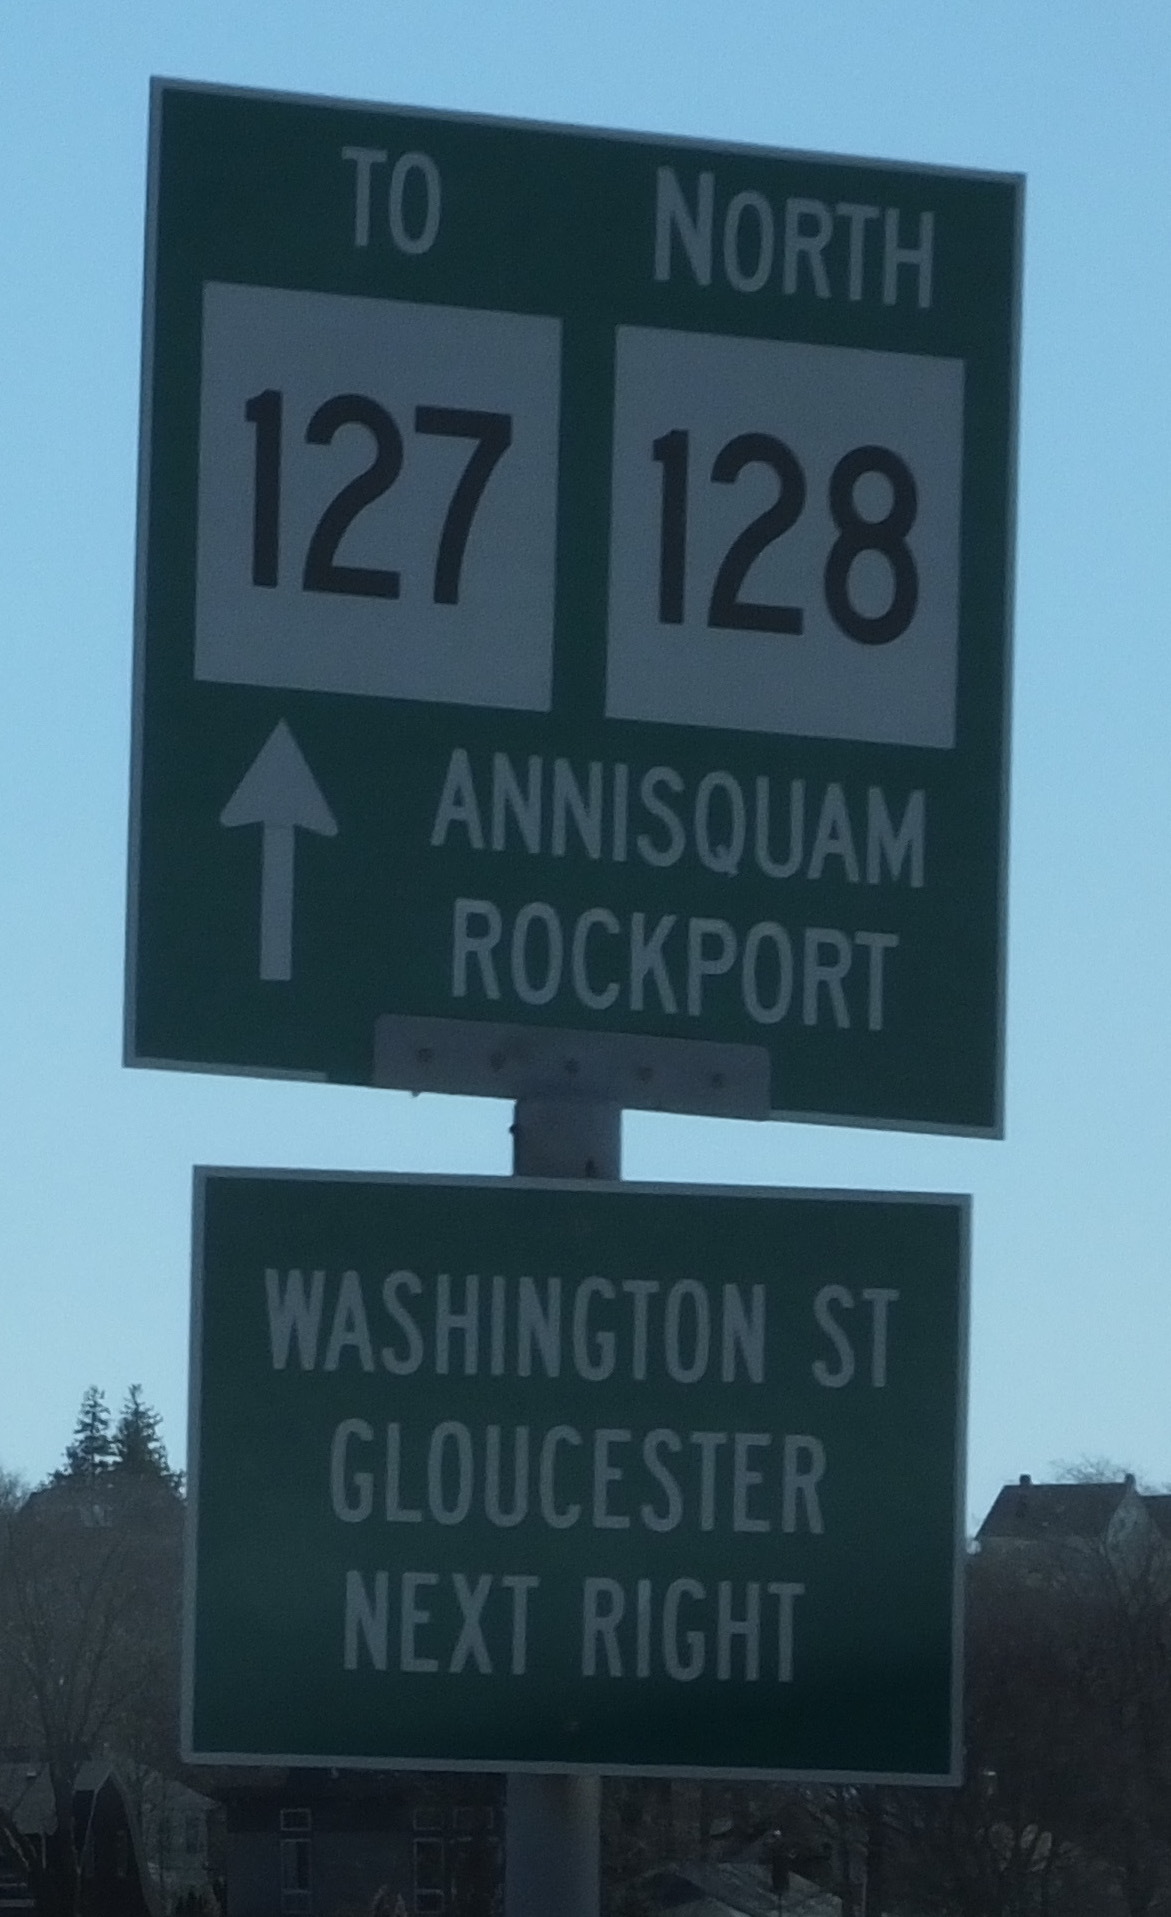 TO NORTH
127 128
ANNISQUAM
ROCKPORT
WASHINGTON ST
GLOUCESTER
NEXT RIGHT